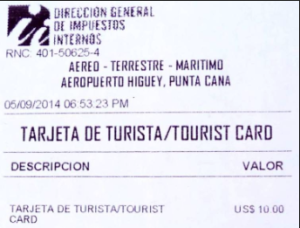 DIRECCION GENERAL
DE IMPUESTOS
INTERNOS
RNC: 401-50625-4
AEREO - TERRESTRE - MARITIMO
AEROPUERTO HIGUEY, PUNTA CANA
05/09/2014 06:53:23 PM
TARJETA DE TURISTA/TOURIST CARD
DESCRIPCION VALOR
TARJETA DE TURISTA/TOURIST US$ 10.00
CARD